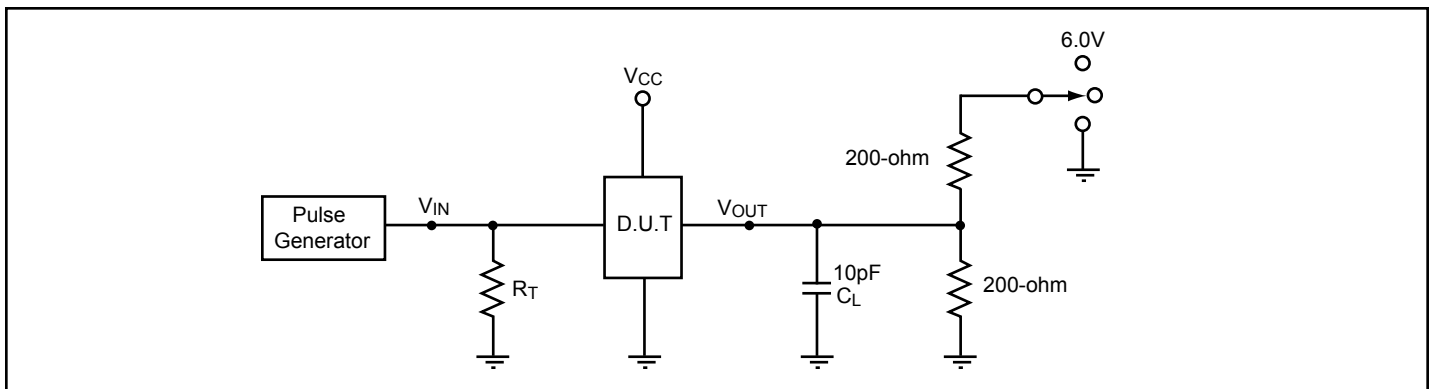 6.0V
VCC
200-ohm
Pulse
Generator
VIN
D.U.T
VOUT
RT
10pF
CL
200-ohm